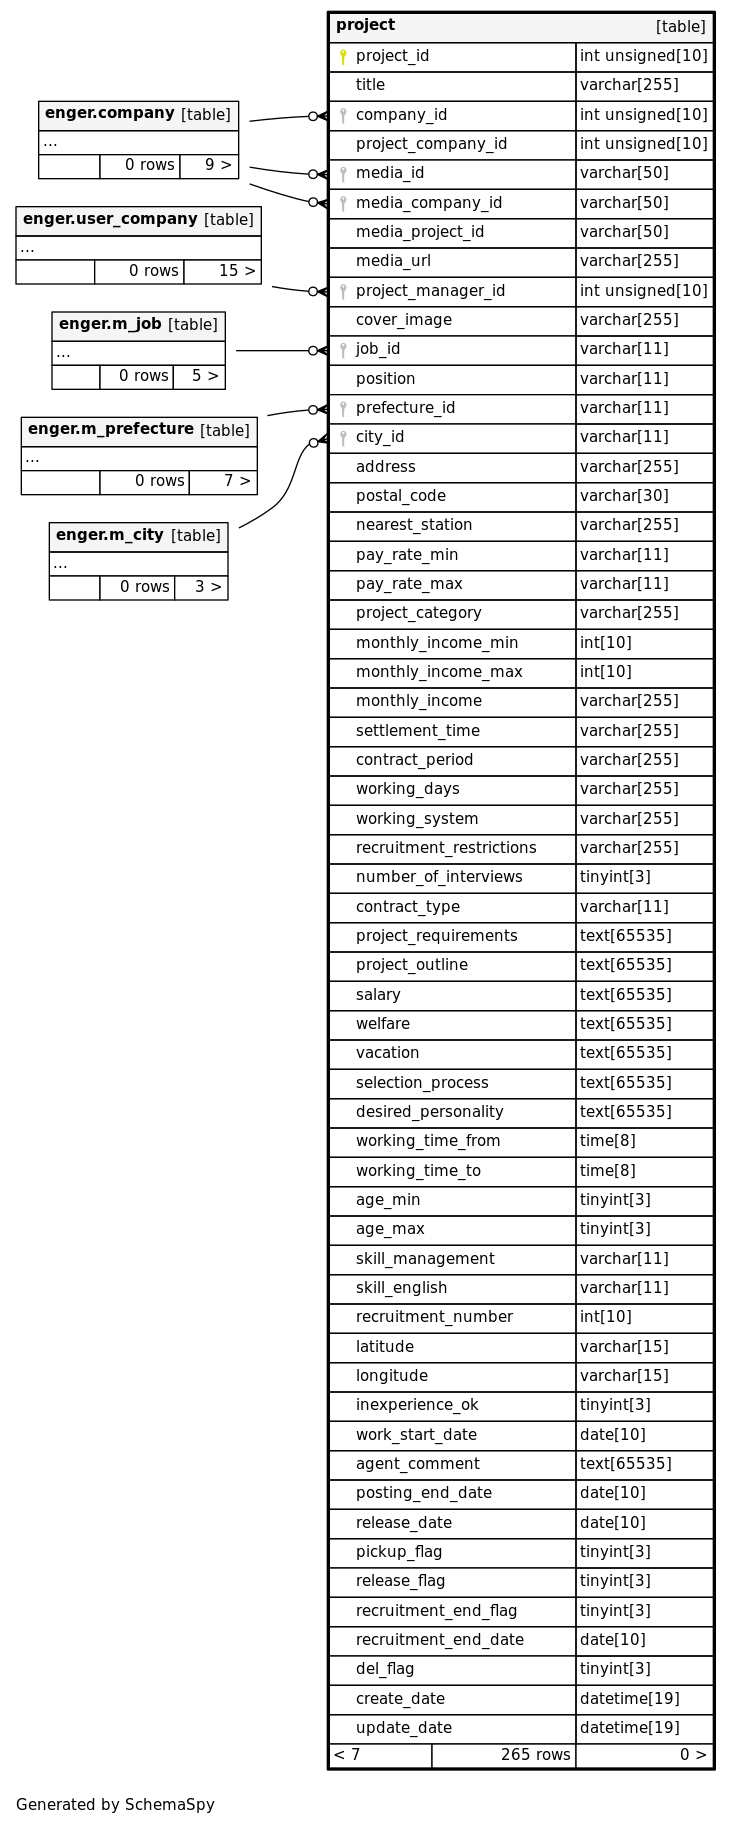 project [table]
project_id int unsigned[10]
title varchar[255]
company_id int unsigned[10]
project_company_id int unsigned[10]
media_id varchar[50]
media_company_id varchar[50]
media_project_id varchar[50]
media_url varchar[255]
project_manager_id int unsigned[10]
cover_image varchar[255]
job_id varchar[11]
position varchar[11]
prefecture_id varchar[11]
city_id varchar[11]
address varchar[255]
postal_code varchar[30]
nearest_station varchar[255]
pay_rate_min varchar[11]
pay_rate_max varchar[11]
project_category varchar[255]
monthly_income_min int[10]
monthly_income_max int[10]
monthly_income varchar[255]
settlement_time varchar[255]
contract_period varchar[255]
working_days varchar[255]
working_system varchar[255]
recruitment_restrictions varchar[255]
number_of_interviews tinyint[3]
contract_type varchar[11]
project_requirements text[65535]
project_outline text[65535]
salary text[65535]
welfare text[65535]
vacation text[65535]
selection_process text[65535]
desired_personality text[65535]
working_time_from time[8]
working_time_to time[8]
age_min tinyint[3]
age_max tinyint[3]
skill_management varchar[11]
skill_english varchar[11]
recruitment_number int[10]
latitude varchar[15]
longitude varchar[15]
inexperience_ok tinyint[3]
work_start_date date[10]
agent_comment text[65535]
posting_end_date date[10]
release_date date[10]
pickup_flag tinyint[3]
release_flag tinyint[3]
recruitment_end_flag tinyint[3]
recruitment_end_date date[10]
del_flag tinyint[3]
create_date datetime[19]
update_date datetime[19]
< 7 265 rows 0 >
enger.company [table]
...
0 rows 9 >
enger.user_company [table]
...
0 rows 15 >
enger.m_job [table]
...
0 rows 5 >
enger.m_prefecture [table]
...
0 rows 7 >
enger.m_city [table]
...
0 rows 3 >
Generated by SchemaSpy